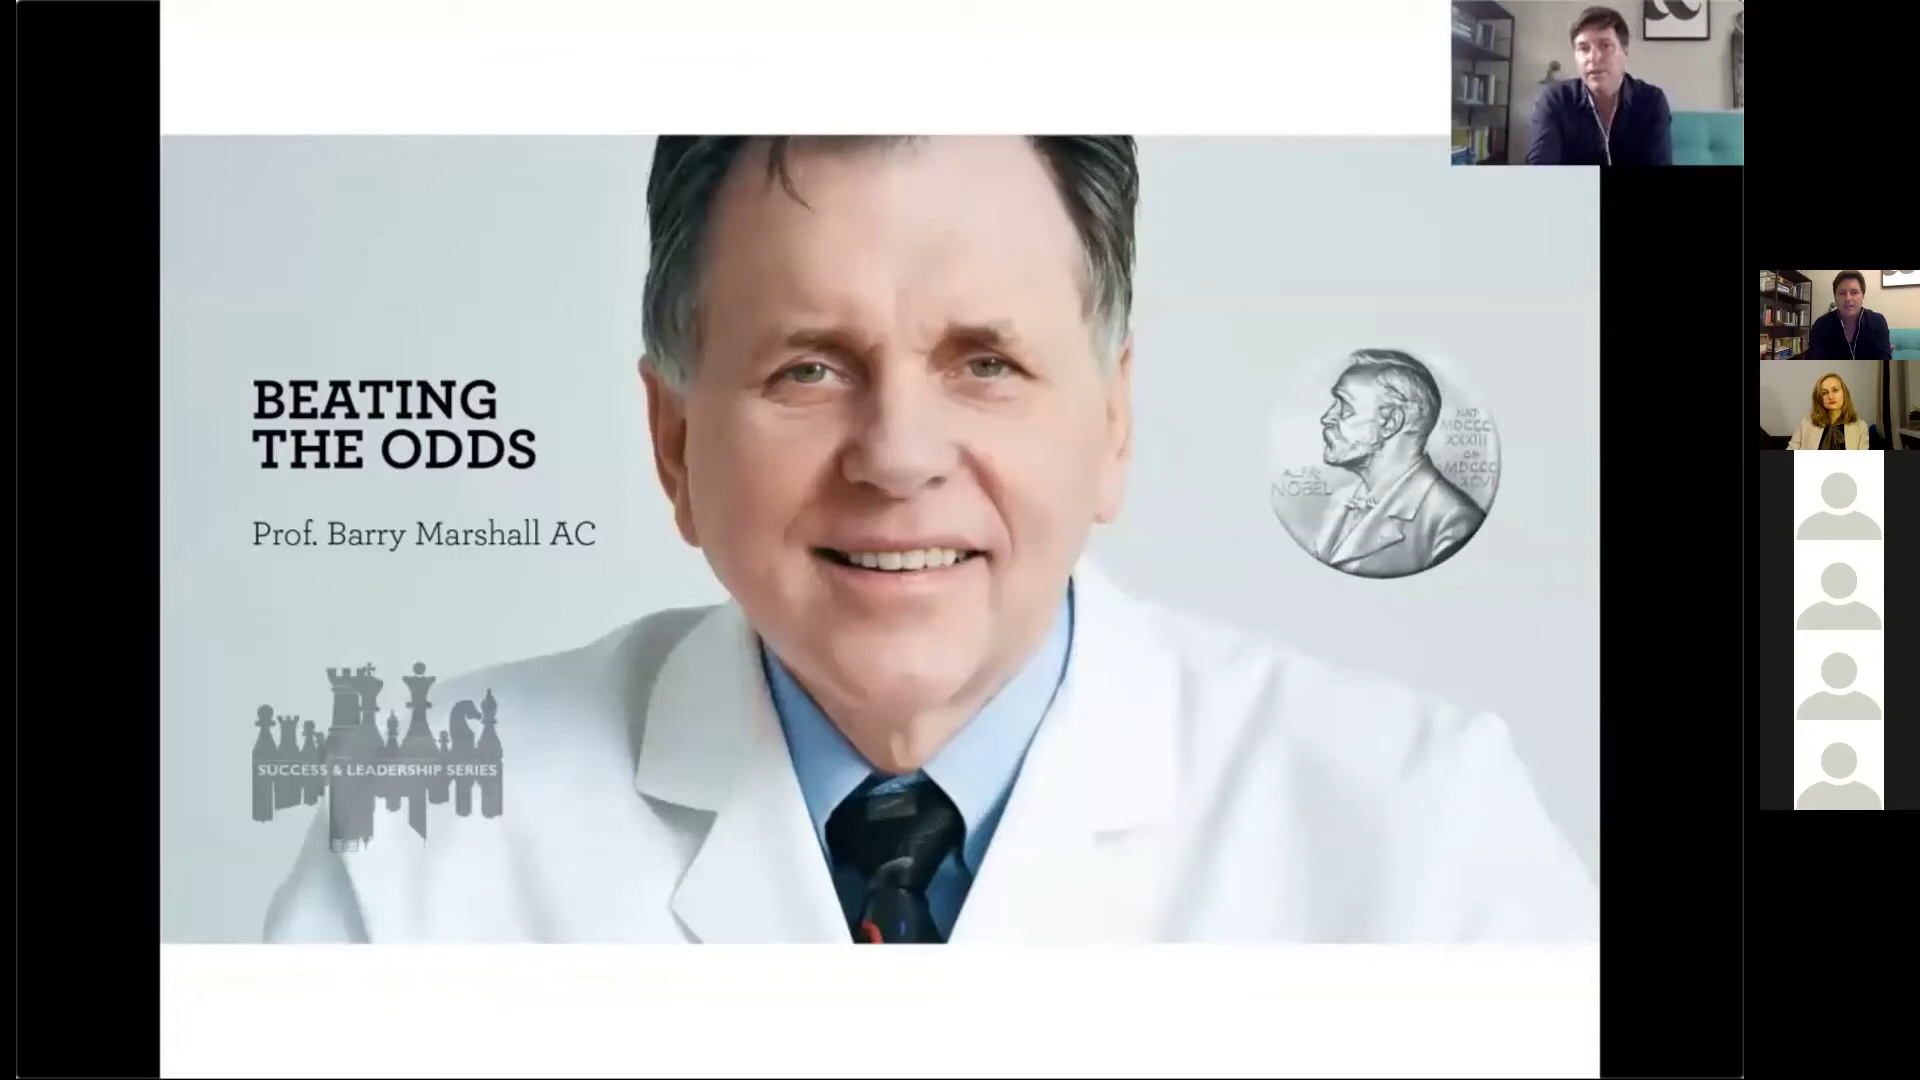 BEATING
THE ODDS
Prof. Barry Marshall AC
NAT-
MDCCC
XXXIII
OB-
MDCCC
XCVI
ALFR-
NOBEL
SUCCESS & LEADERSHIP SERIES